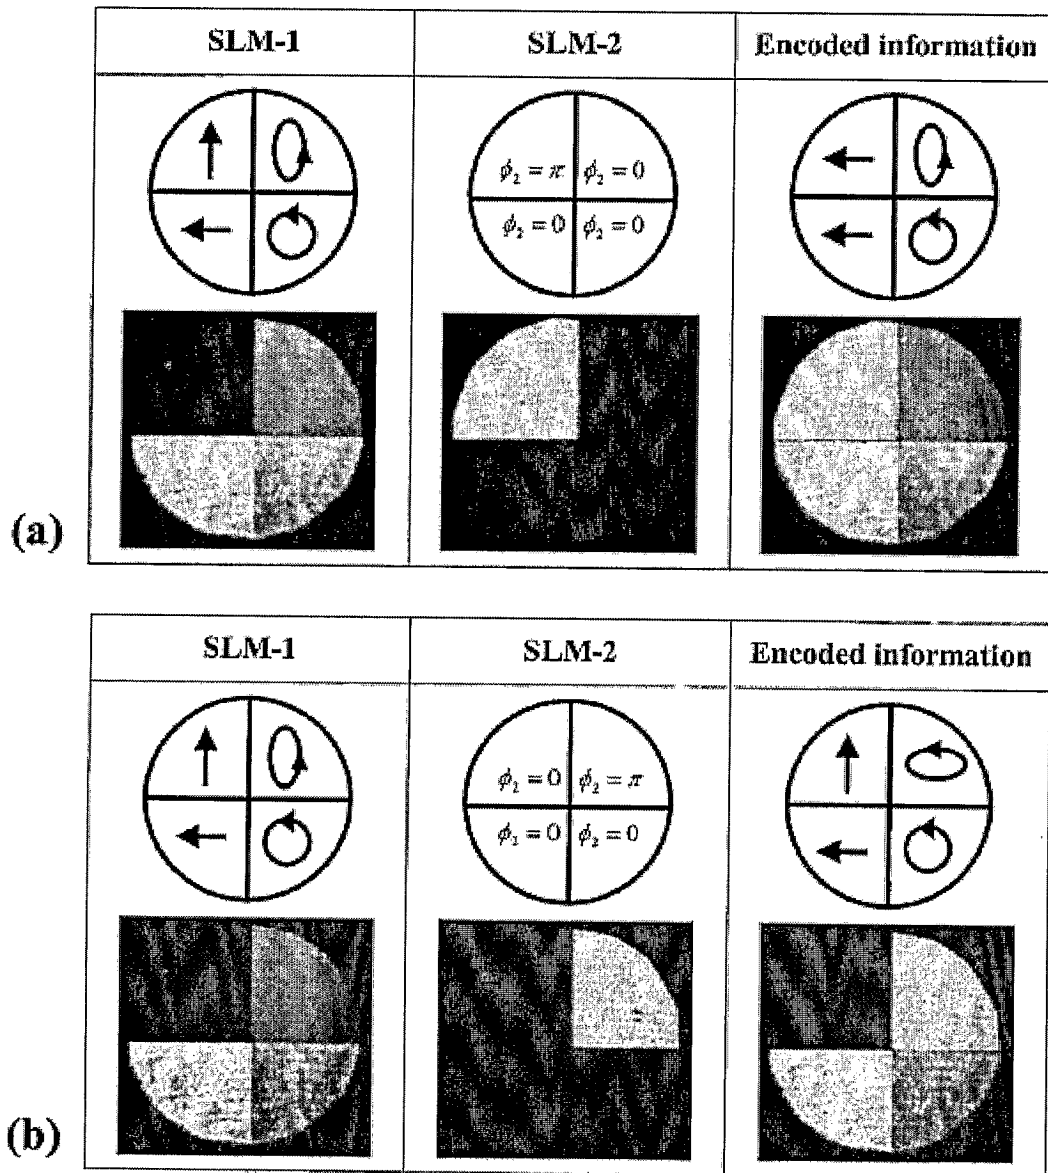 SLM-1 SLM-2 Encoded information
ϕ₂ = π ϕ₂ = 0
ϕ₂ = 0 ϕ₂ = 0
(a)
SLM-1 SLM-2 Encoded information
ϕ₂ = 0 ϕ₂ = π
ϕ₂ = 0 ϕ₂ = 0
(b)